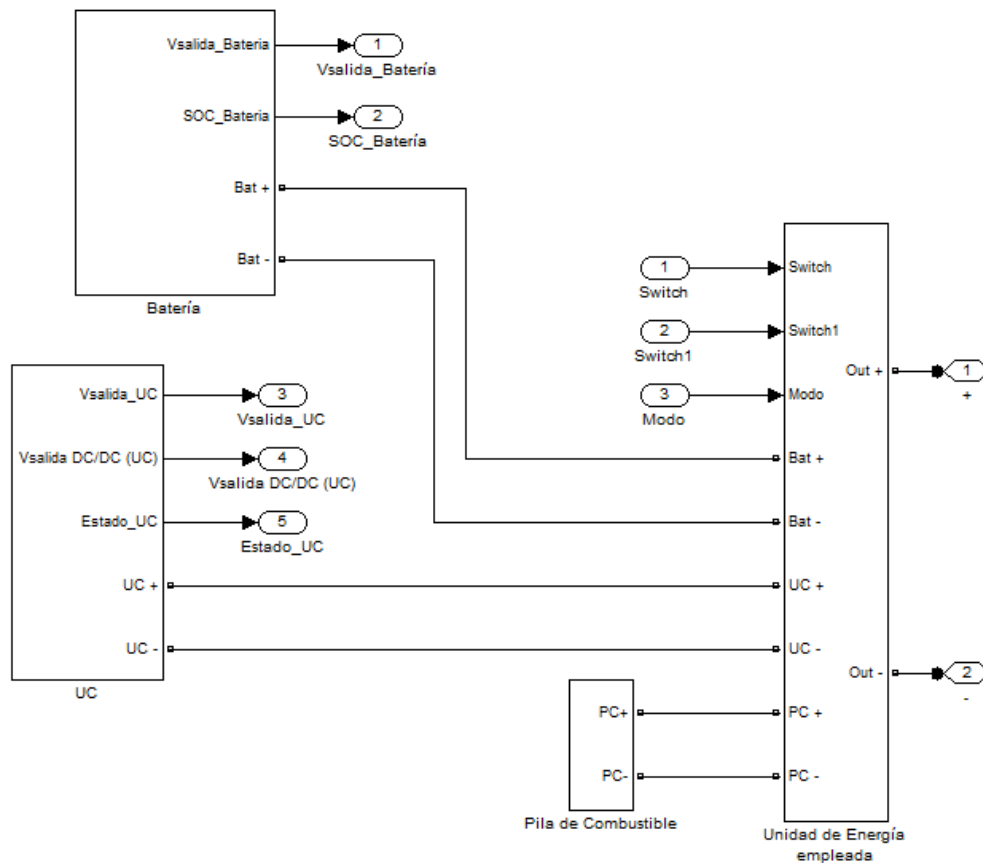 Vsalida_Bateria
1
Vsalida_Batería
SOC_Bateria
2
SOC_Batería
Bat +
Bat -
Batería
Vsalida_UC
3
Vsalida_UC
Vsalida DC/DC (UC)
4
Vsalida DC/DC (UC)
Estado_UC
5
Estado_UC
UC +
UC -
UC
1
Switch
2
Switch1
3
Modo
PC+
PC-
Pila de Combustible
Switch
Switch1
Modo
Bat +
Bat -
UC +
UC -
PC +
PC -
Out +
Out -
Unidad de Energía
empleada
1
+
2
-